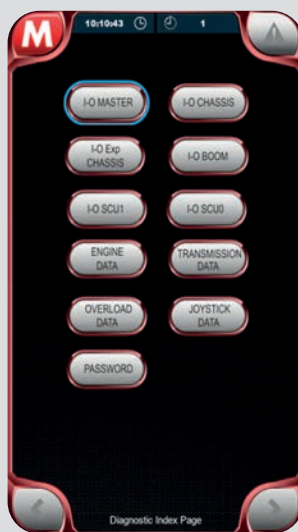 M 10:10:43 1
I-O MASTER I-O CHASSIS
I-O Exp
CHASSIS
I-O BOOM
I-O SCU1 I-O SCU0
ENGINE
DATA
TRANSMISSION
DATA
OVERLOAD
DATA
JOYSTICK
DATA
PASSWORD
Diagnostic Index Page